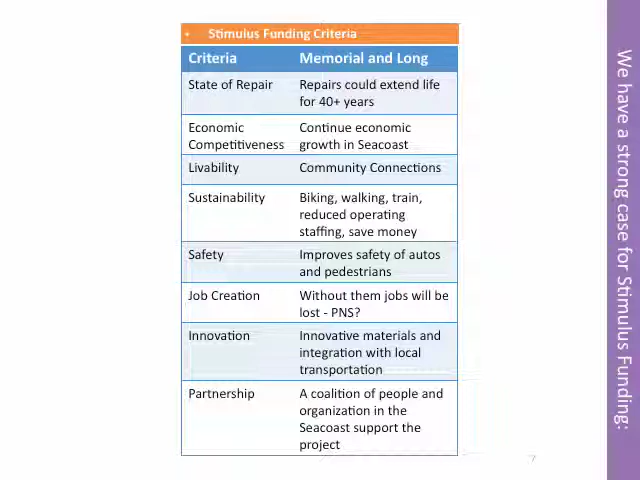 • Stimulus Funding Criteria
Criteria Memorial and Long
State of Repair Repairs could extend life
for 40+ years
Economic Continue economic
Competitiveness growth in Seacoast
Livability Community Connections
Sustainability Biking, walking, train,
reduced operating
staffing, save money
Safety Improves safety of autos
and pedestrians
Job Creation Without them jobs will be
lost - PNS?
Innovation Innovative materials and
integration with local
transportation
Partnership A coalition of people and
organization in the
Seacoast support the
project
We have a strong case for Stimulus Funding:
7